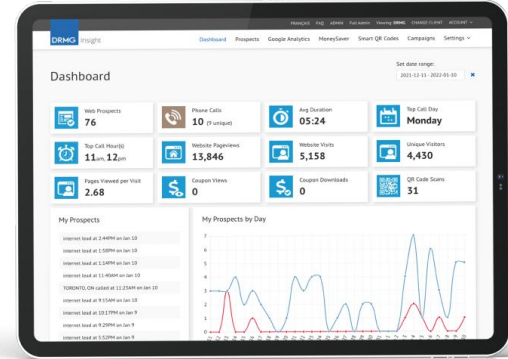 FRANÇAIS FAQ ADMIN Full Admin Viewing: DRMG CHANGE CLIENT ACCOUNT
DRMG insight
Dashboard Prospects Google Analytics MoneySaver Smart QR Codes Campaigns Settings
Dashboard
Set date range:
2021-12-11 - 2022-01-10
Web Prospects
76
Phone Calls
10 (9 unique)
Avg Duration
05:24
Top Call Day
Monday
Top Call Hour(s)
11am, 12pm
Website Pageviews
13,846
Website Visits
5,158
Unique Visitors
4,430
Pages Viewed per Visit
2.68
Coupon Views
0
Coupon Downloads
0
QR Code Scans
31
My Prospects
internet lead at 2:44PM on Jan 10
internet lead at 1:58PM on Jan 10
internet lead at 1:14PM on Jan 10
internet lead at 11:40AM on Jan 10
TORONTO, ON called at 11:23AM on Jan 10
internet lead at 9:15AM on Jan 10
internet lead at 10:17PM on Jan 9
internet lead at 9:29PM on Jan 9
internet lead at 5:52PM on Jan 9
My Prospects by Day
7
6
5
4
3
2
1
0